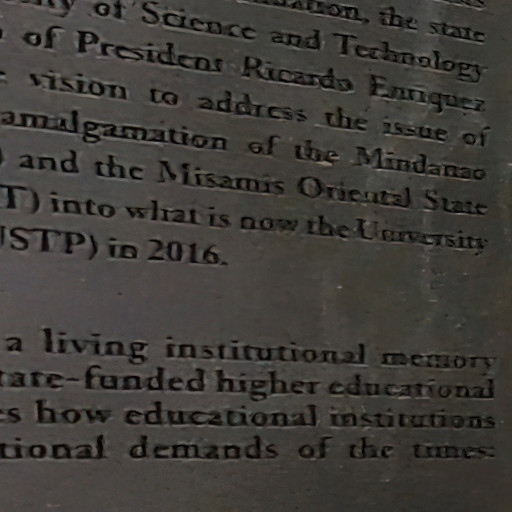 the state
of Science and Technology
of President Ricardo Enriquez
vision to address the issue of
amalgamation of the Mindanao
) and the Misamis Oriental State
T) into what is now the University
USTP) in 2016.
a living institutional memory
tate-funded higher educational
es how educational institutions
tional demands of the times: